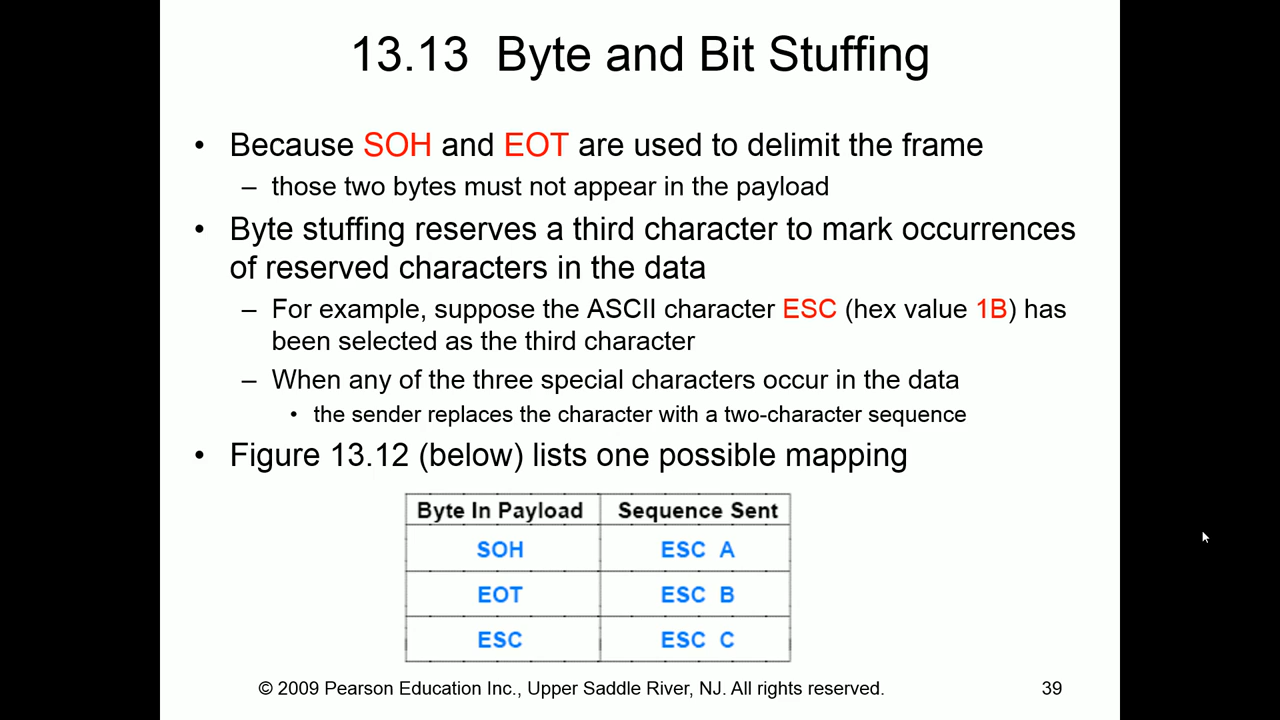 13.13 Byte and Bit Stuffing
• Because SOH and EOT are used to delimit the frame
– those two bytes must not appear in the payload
• Byte stuffing reserves a third character to mark occurrences
of reserved characters in the data
– For example, suppose the ASCII character ESC (hex value 1B) has
been selected as the third character
– When any of the three special characters occur in the data
• the sender replaces the character with a two-character sequence
• Figure 13.12 (below) lists one possible mapping
Byte In Payload Sequence Sent
SOH ESC A
EOT ESC B
ESC ESC C
© 2009 Pearson Education Inc., Upper Saddle River, NJ. All rights reserved. 39